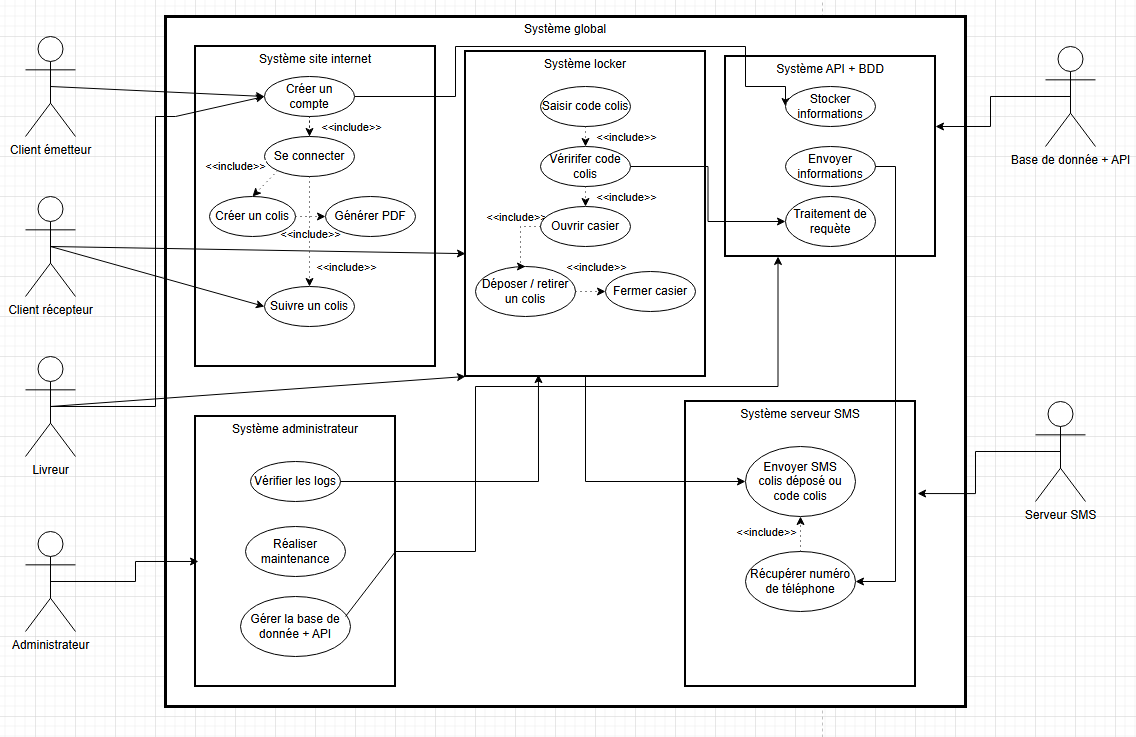 Système global
Système site internet
Créer un
compte
<<include>>
Se connecter
<<include>>
Créer un colis
Générer PDF
<<include>>
<<include>>
Suivre un colis
Système locker
Saisir code colis
<<include>>
Véririfer code
colis
<<include>>
Ouvrir casier
<<include>>
Déposer / retirer
un colis
<<include>>
Fermer casier
Système API + BDD
Stocker
informations
Envoyer
informations
Traitement de
requète
Système administrateur
Vérifier les logs
Réaliser
maintenance
Gérer la base de
donnée + API
Système serveur SMS
Envoyer SMS
colis déposé ou
code colis
<<include>>
Récupérer numéro
de téléphone
Client émetteur
Client récepteur
Livreur
Administrateur
Base de donnée + API
Serveur SMS